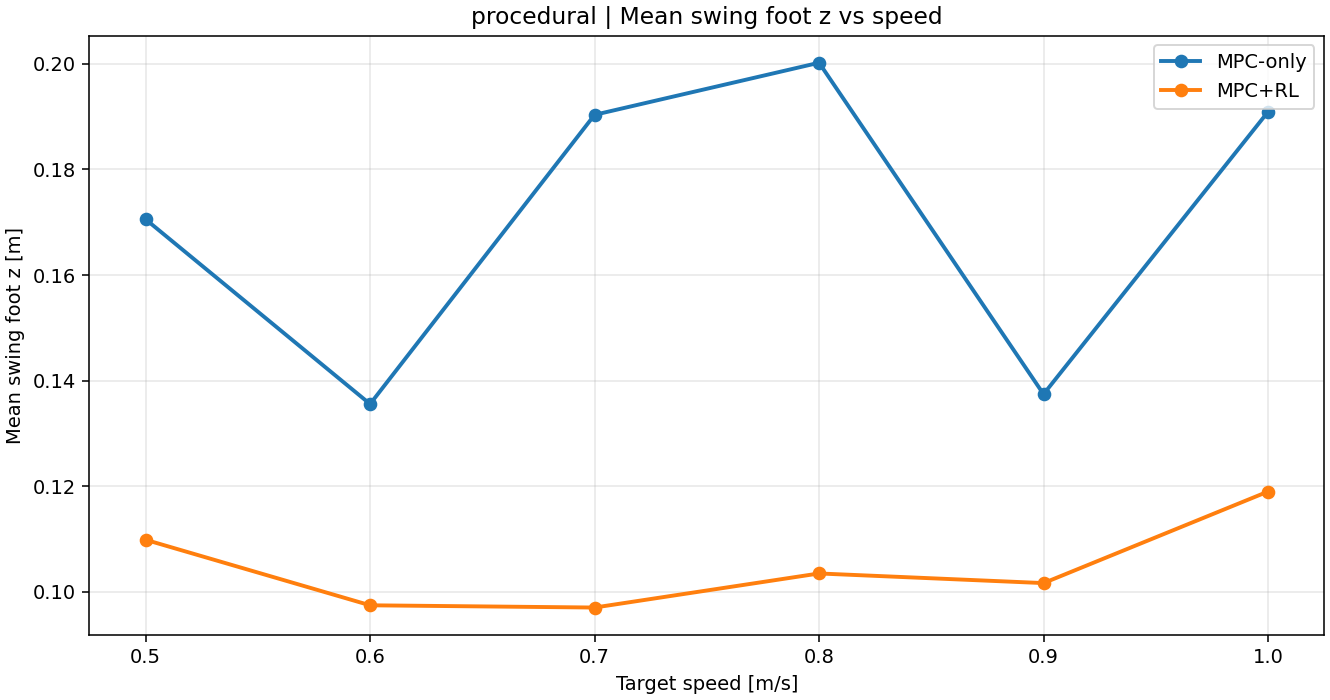 procedural | Mean swing foot z vs speed
MPC-only
MPC+RL
Mean swing foot z [m]
0.20
0.18
0.16
0.14
0.12
0.10
0.5 0.6 0.7 0.8 0.9 1.0
Target speed [m/s]